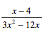 x − 4
3x² − 12x